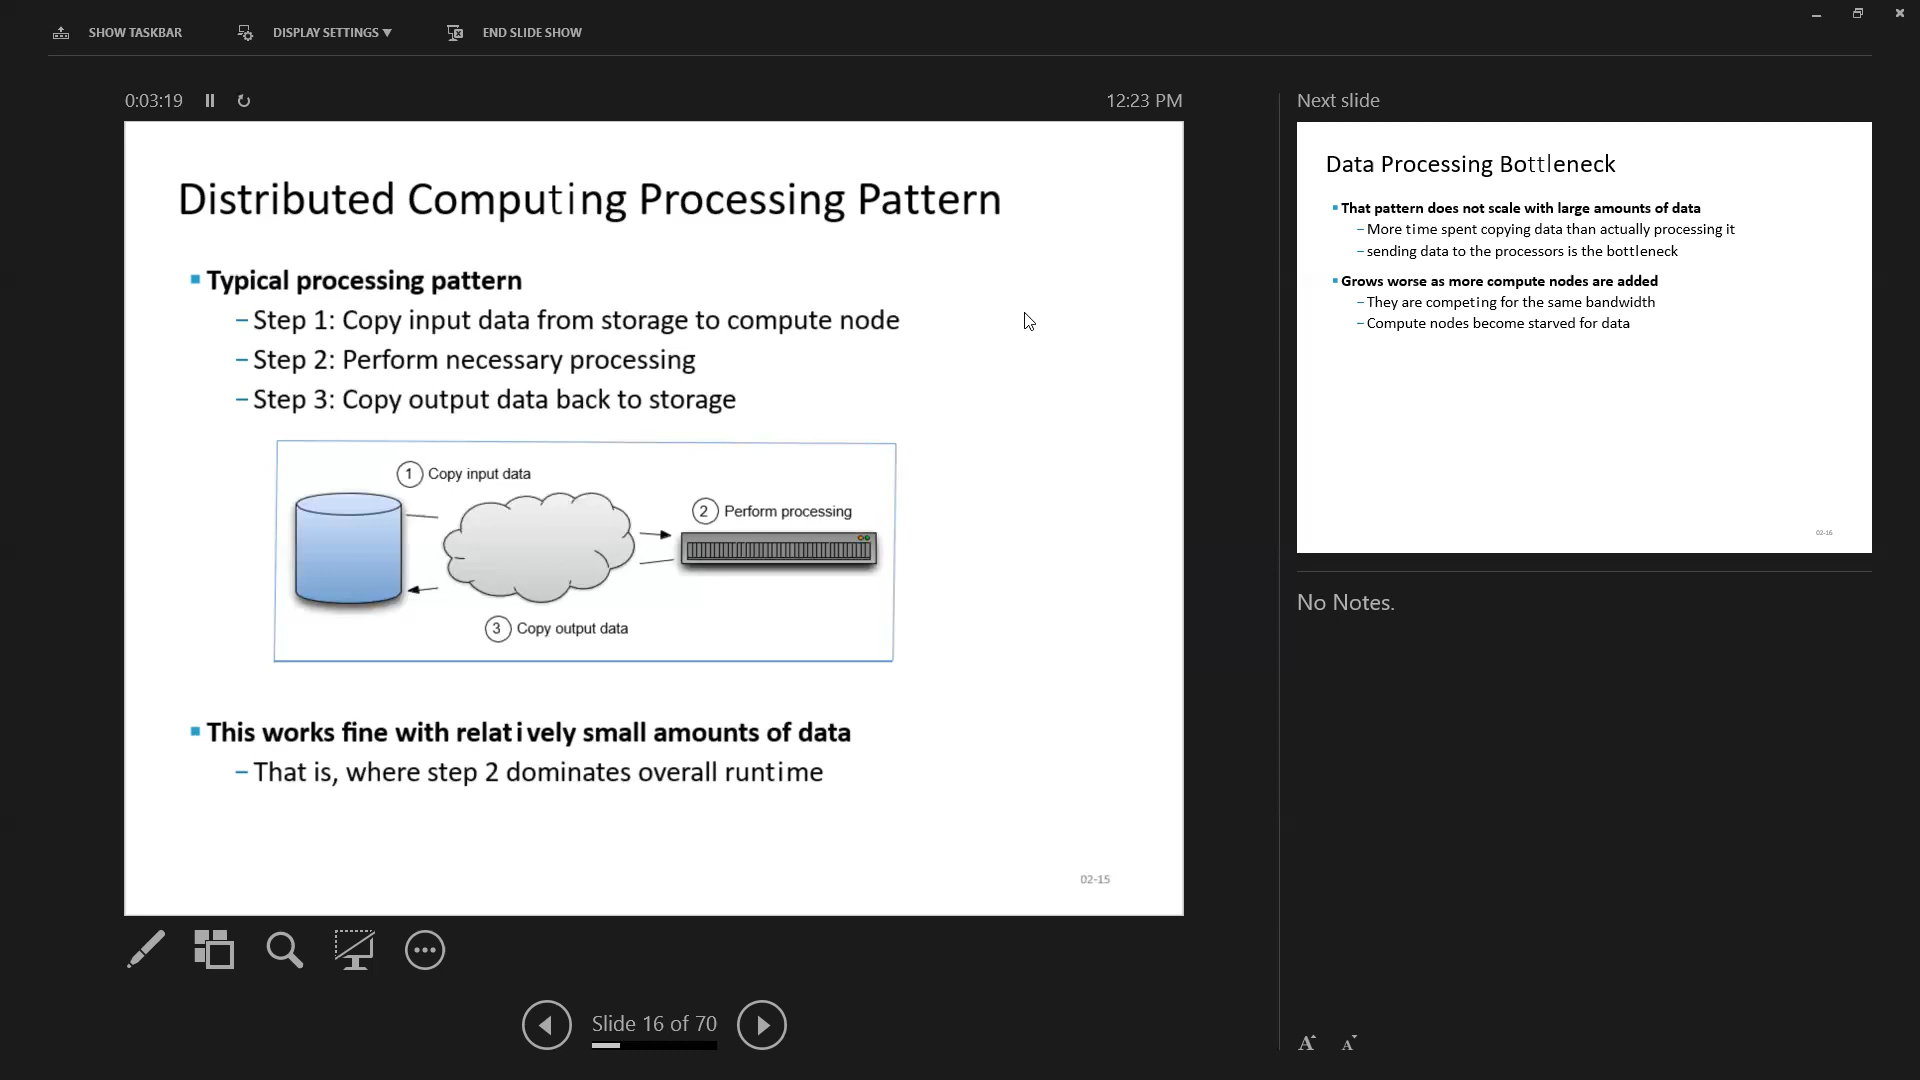 SHOW TASKBAR
DISPLAY SETTINGS ▼
END SLIDE SHOW
0:03:19
12:23 PM
Distributed Computing Processing Pattern
Typical processing pattern
– Step 1: Copy input data from storage to compute node
– Step 2: Perform necessary processing
– Step 3: Copy output data back to storage
1 Copy input data
2 Perform processing
3 Copy output data
This works fine with relatively small amounts of data
– That is, where step 2 dominates overall runtime
02-15
Slide 16 of 70
Next slide
Data Processing Bottleneck
That pattern does not scale with large amounts of data
– More time spent copying data than actually processing it
– sending data to the processors is the bottleneck
Grows worse as more compute nodes are added
– They are competing for the same bandwidth
– Compute nodes become starved for data
02-16
No Notes.
A A